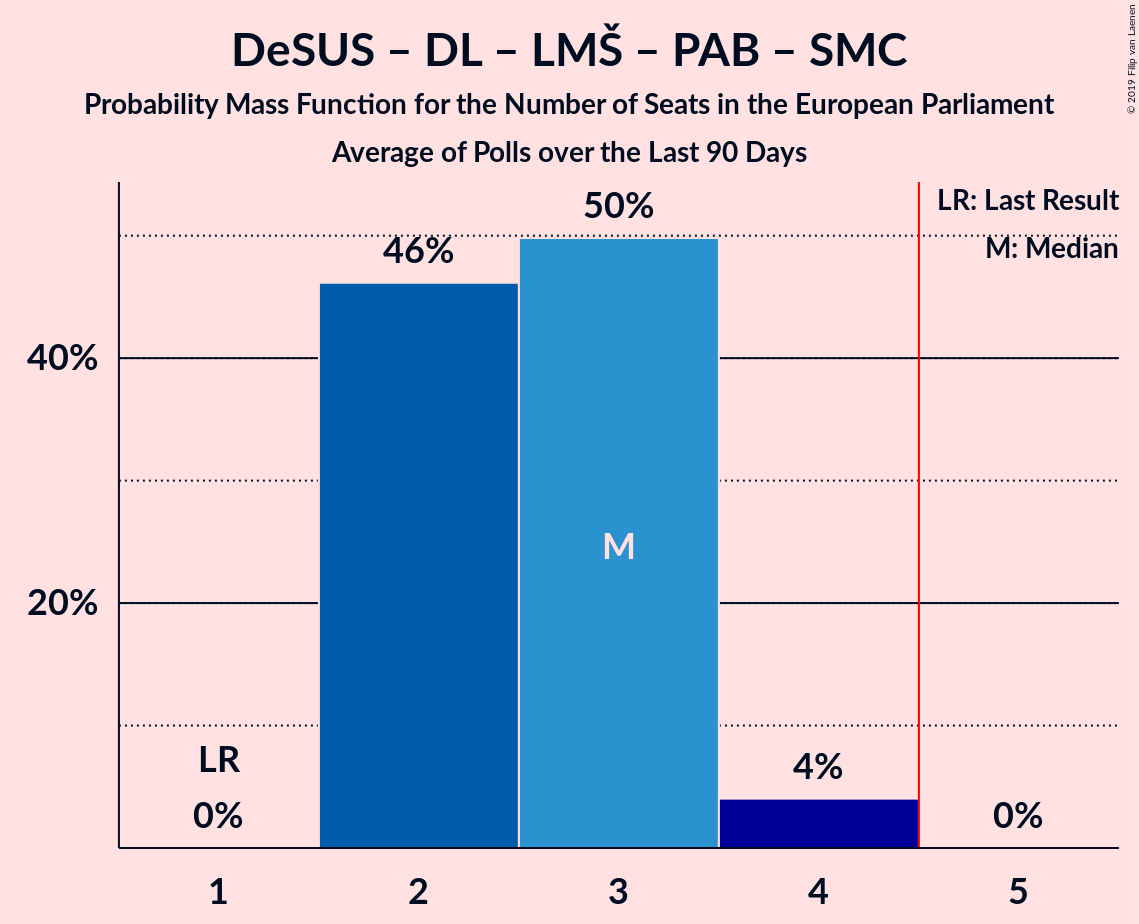 DeSUS – DL – LMŠ – PAB – SMC
Probability Mass Function for the Number of Seats in the European Parliament
Average of Polls over the Last 90 Days
© 2019 Filip van Laenen
LR: Last Result
M: Median
50%
46%
40%
M
20%
LR
0%
4%
0%
1 2 3 4 5